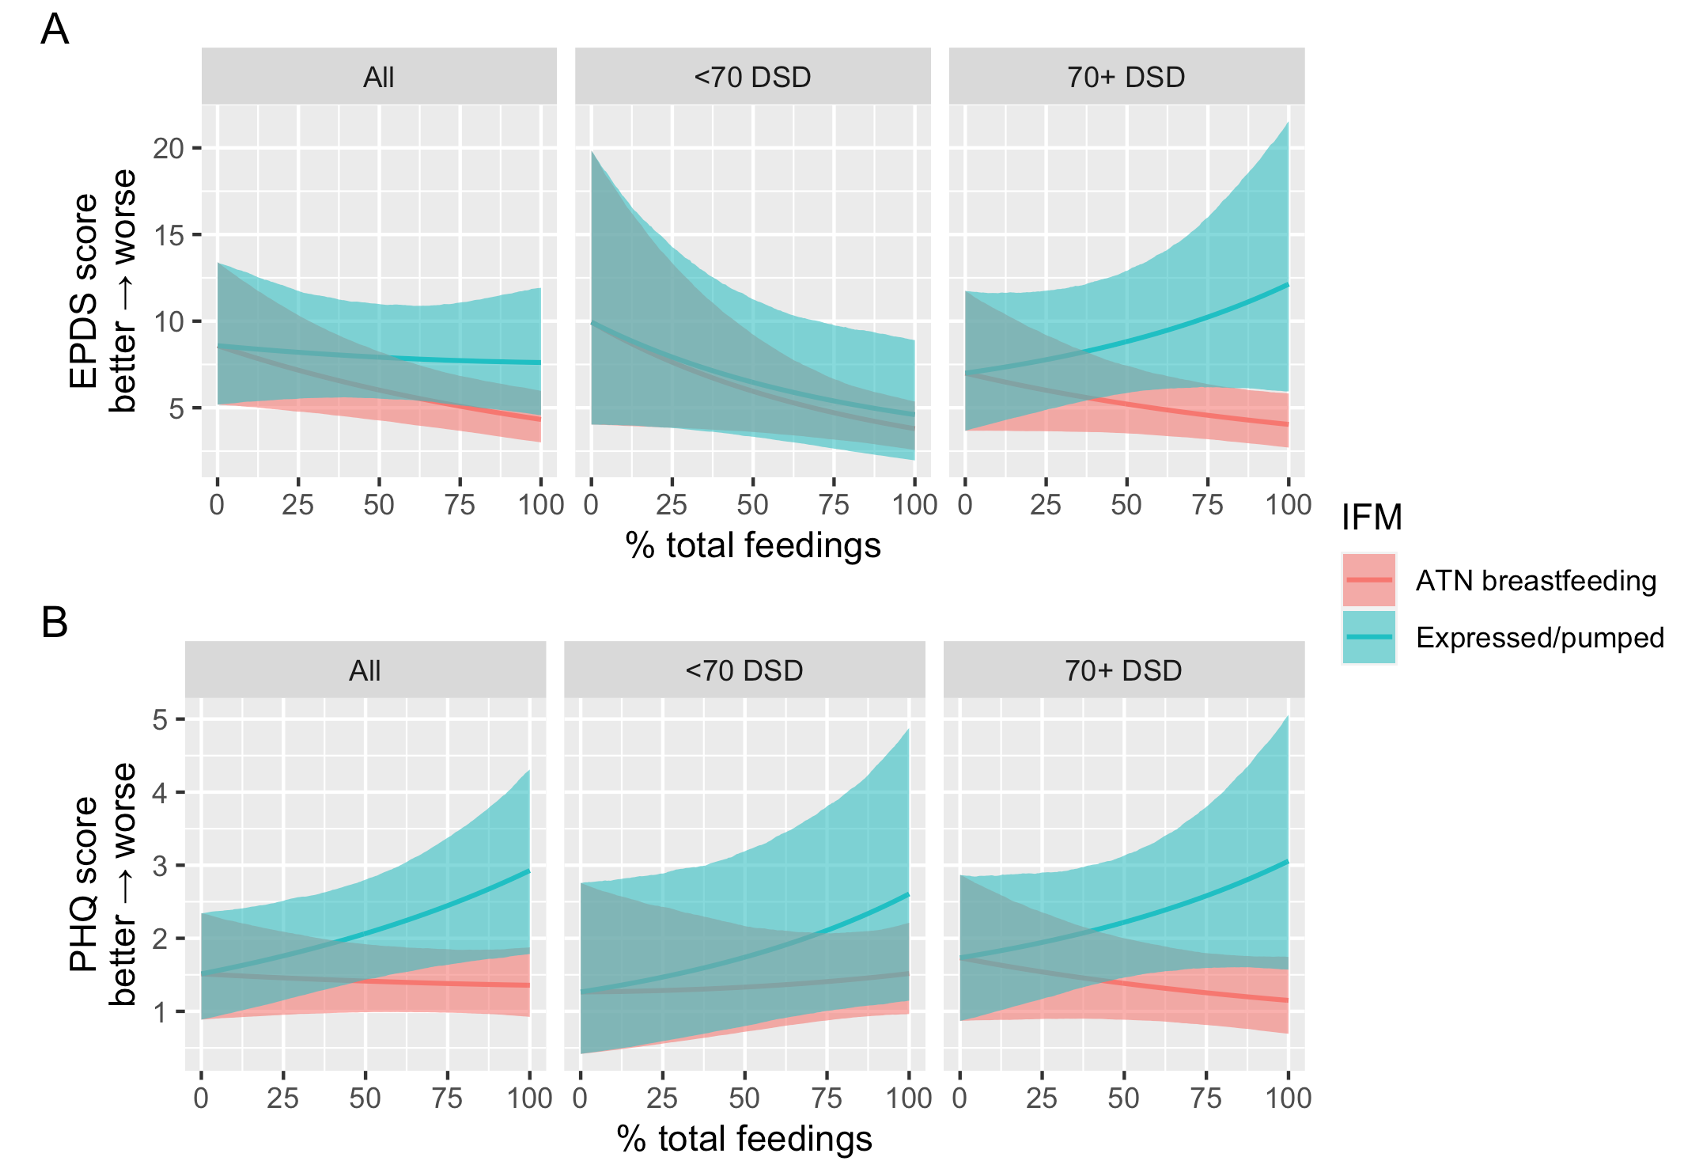 A
All
<70 DSD
70+ DSD
EPDS score
better → worse
20
15
10
5
0 25 50 75 100
0 25 50 75 100
0 25 50 75 100
% total feedings
IFM
ATN breastfeeding
Expressed/pumped
B
All
<70 DSD
70+ DSD
PHQ score
better → worse
5
4
3
2
1
0 25 50 75 100
0 25 50 75 100
0 25 50 75 100
% total feedings